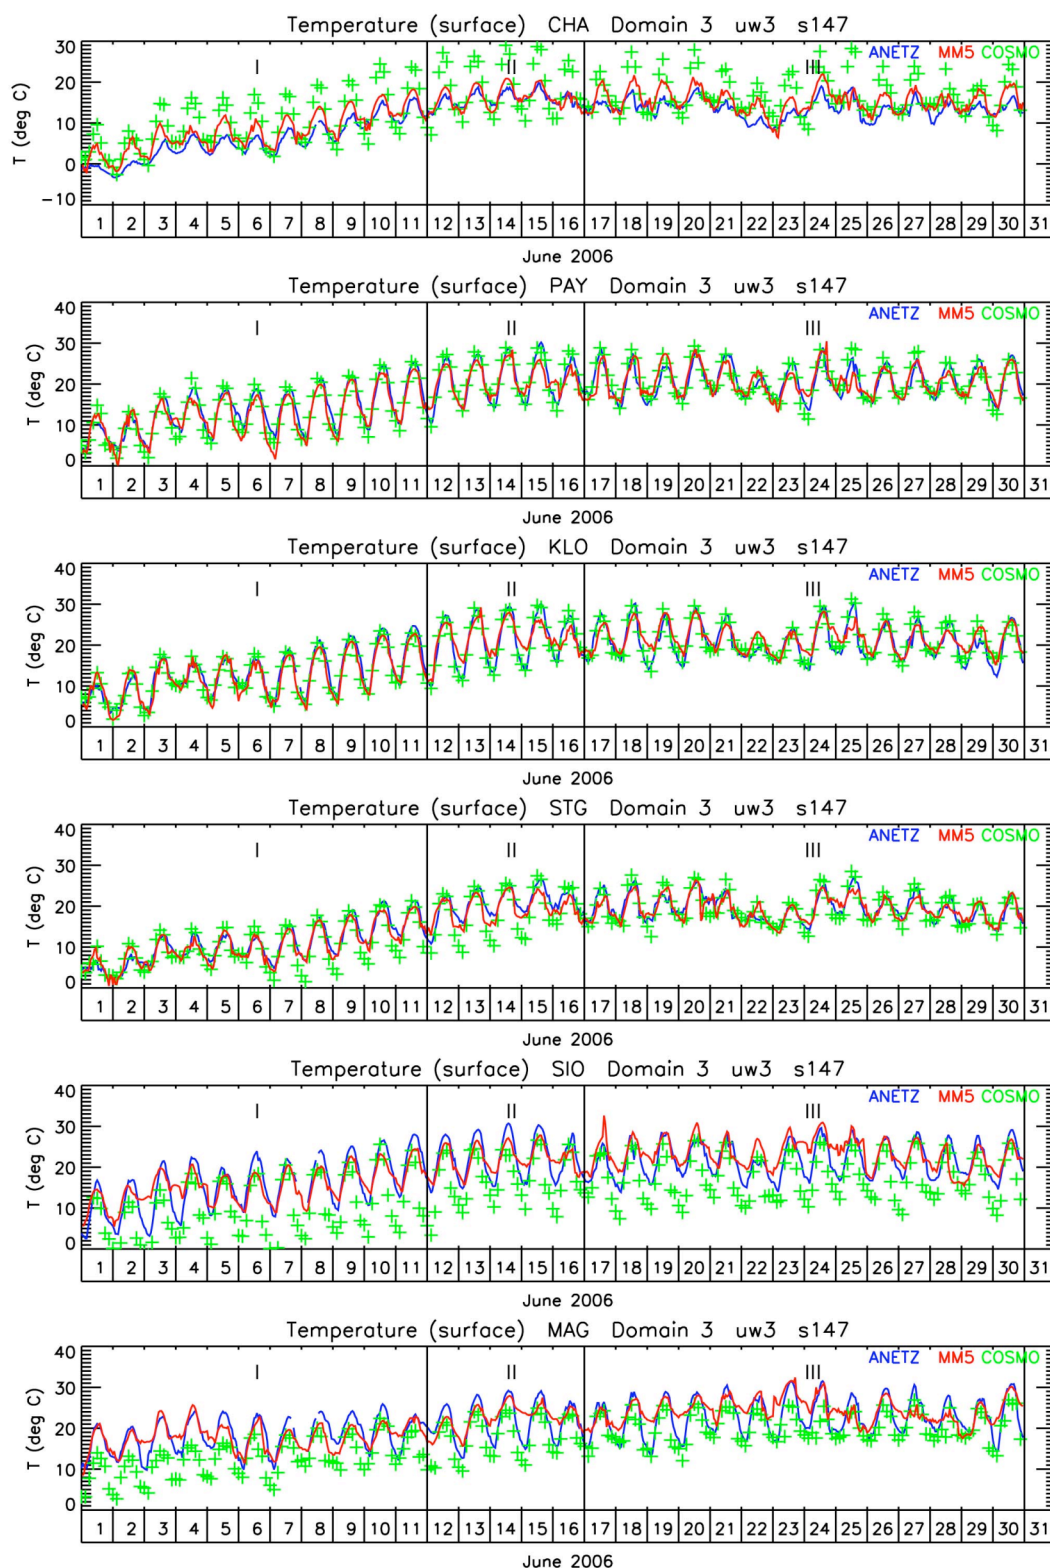 Temperature (surface) CHA Domain 3 uw3 s147
30
20
10
0
-10
T (deg C)
I
II
III
ANETZ MM5 COSMO
1 2 3 4 5 6 7 8 9 10 11 12 13 14 15 16 17 18 19 20 21 22 23 24 25 26 27 28 29 30 31
June 2006
Temperature (surface) PAY Domain 3 uw3 s147
40
30
20
10
0
T (deg C)
I
II
III
ANETZ MM5 COSMO
1 2 3 4 5 6 7 8 9 10 11 12 13 14 15 16 17 18 19 20 21 22 23 24 25 26 27 28 29 30 31
June 2006
Temperature (surface) KLO Domain 3 uw3 s147
40
30
20
10
0
T (deg C)
I
II
III
ANETZ MM5 COSMO
1 2 3 4 5 6 7 8 9 10 11 12 13 14 15 16 17 18 19 20 21 22 23 24 25 26 27 28 29 30 31
June 2006
Temperature (surface) STG Domain 3 uw3 s147
40
30
20
10
0
T (deg C)
I
II
III
ANETZ MM5 COSMO
1 2 3 4 5 6 7 8 9 10 11 12 13 14 15 16 17 18 19 20 21 22 23 24 25 26 27 28 29 30 31
June 2006
Temperature (surface) SIO Domain 3 uw3 s147
40
30
20
10
0
T (deg C)
I
II
III
ANETZ MM5 COSMO
1 2 3 4 5 6 7 8 9 10 11 12 13 14 15 16 17 18 19 20 21 22 23 24 25 26 27 28 29 30 31
June 2006
Temperature (surface) MAG Domain 3 uw3 s147
40
30
20
10
0
T (deg C)
I
II
III
ANETZ MM5 COSMO
1 2 3 4 5 6 7 8 9 10 11 12 13 14 15 16 17 18 19 20 21 22 23 24 25 26 27 28 29 30 31
June 2006